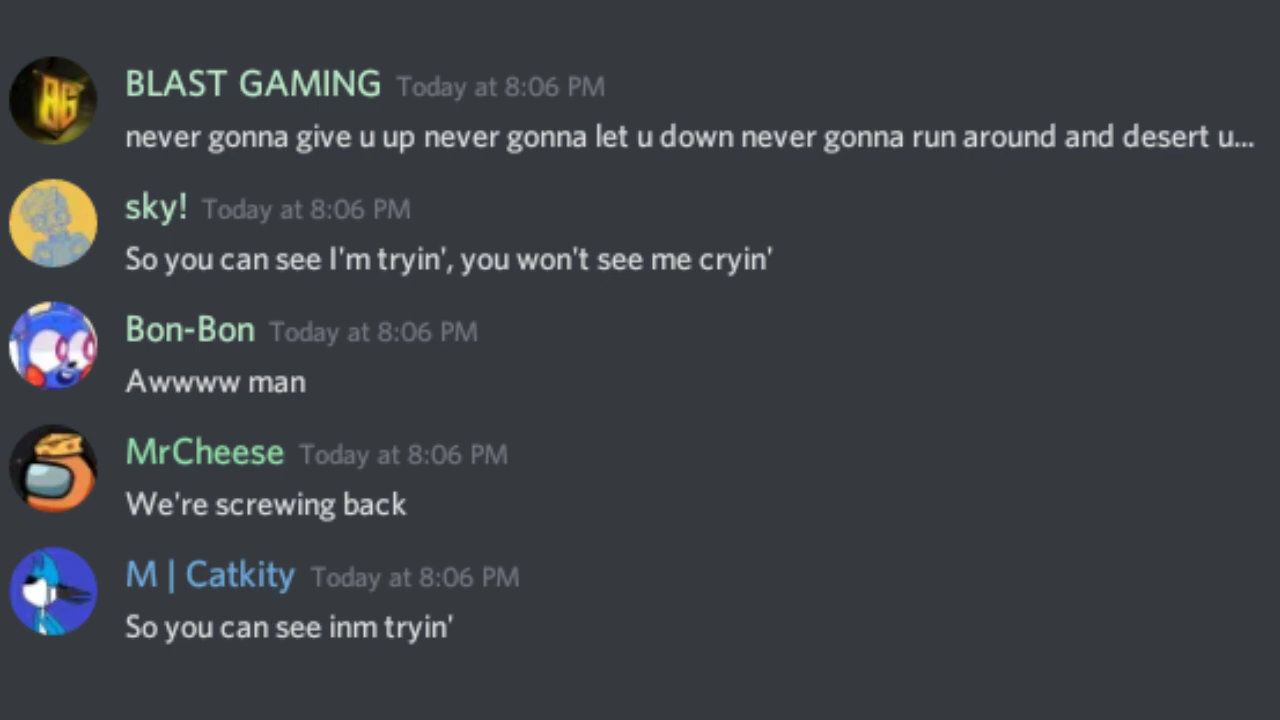 BLAST GAMING Today at 8:06 PM
never gonna give u up never gonna let u down never gonna run around and desert u...
sky! Today at 8:06 PM
So you can see I'm tryin', you won't see me cryin'
Bon-Bon Today at 8:06 PM
Awwww man
MrCheese Today at 8:06 PM
We're screwing back
M | Catkity Today at 8:06 PM
So you can see inm tryin'